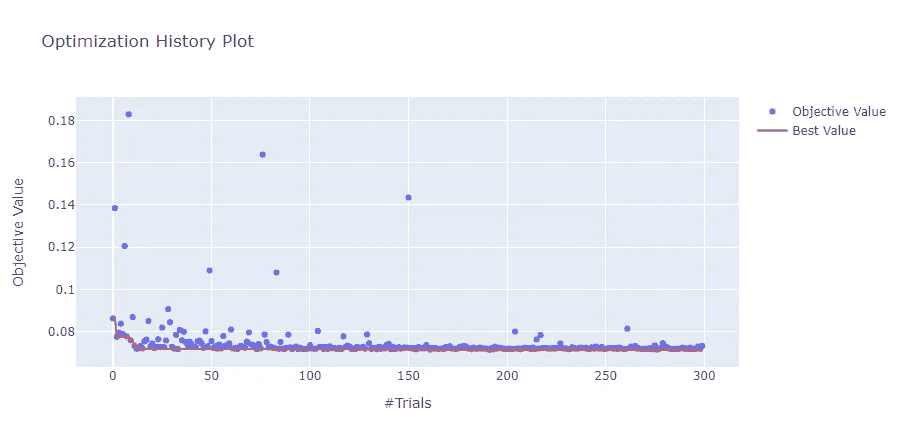 Optimization History Plot
Objective Value
Best Value
0.18
0.16
0.14
0.12
0.1
0.08
Objective Value
0
50
100
150
200
250
300
#Trials